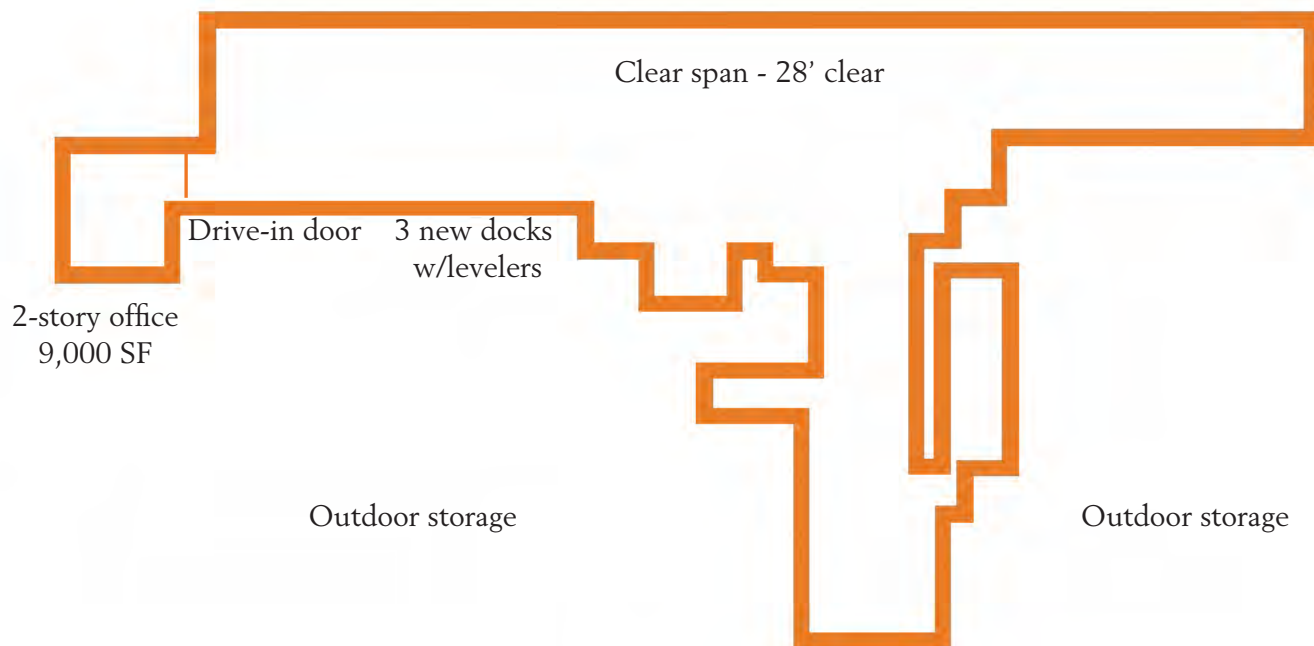 Clear span - 28’ clear
Drive-in door
3 new docks
w/levelers
2-story office
9,000 SF
Outdoor storage
Outdoor storage